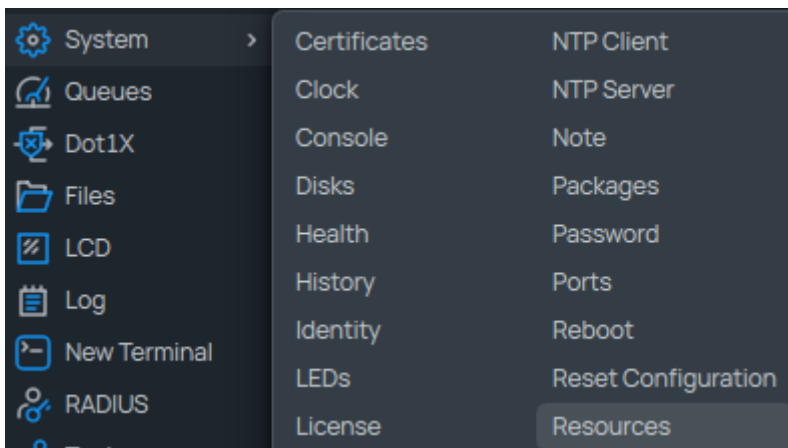 System
Queues
Dot1X
Files
LCD
Log
New Terminal
RADIUS
Certificates
Clock
Console
Disks
Health
History
Identity
LEDs
License
NTP Client
NTP Server
Note
Packages
Password
Ports
Reboot
Reset Configuration
Resources